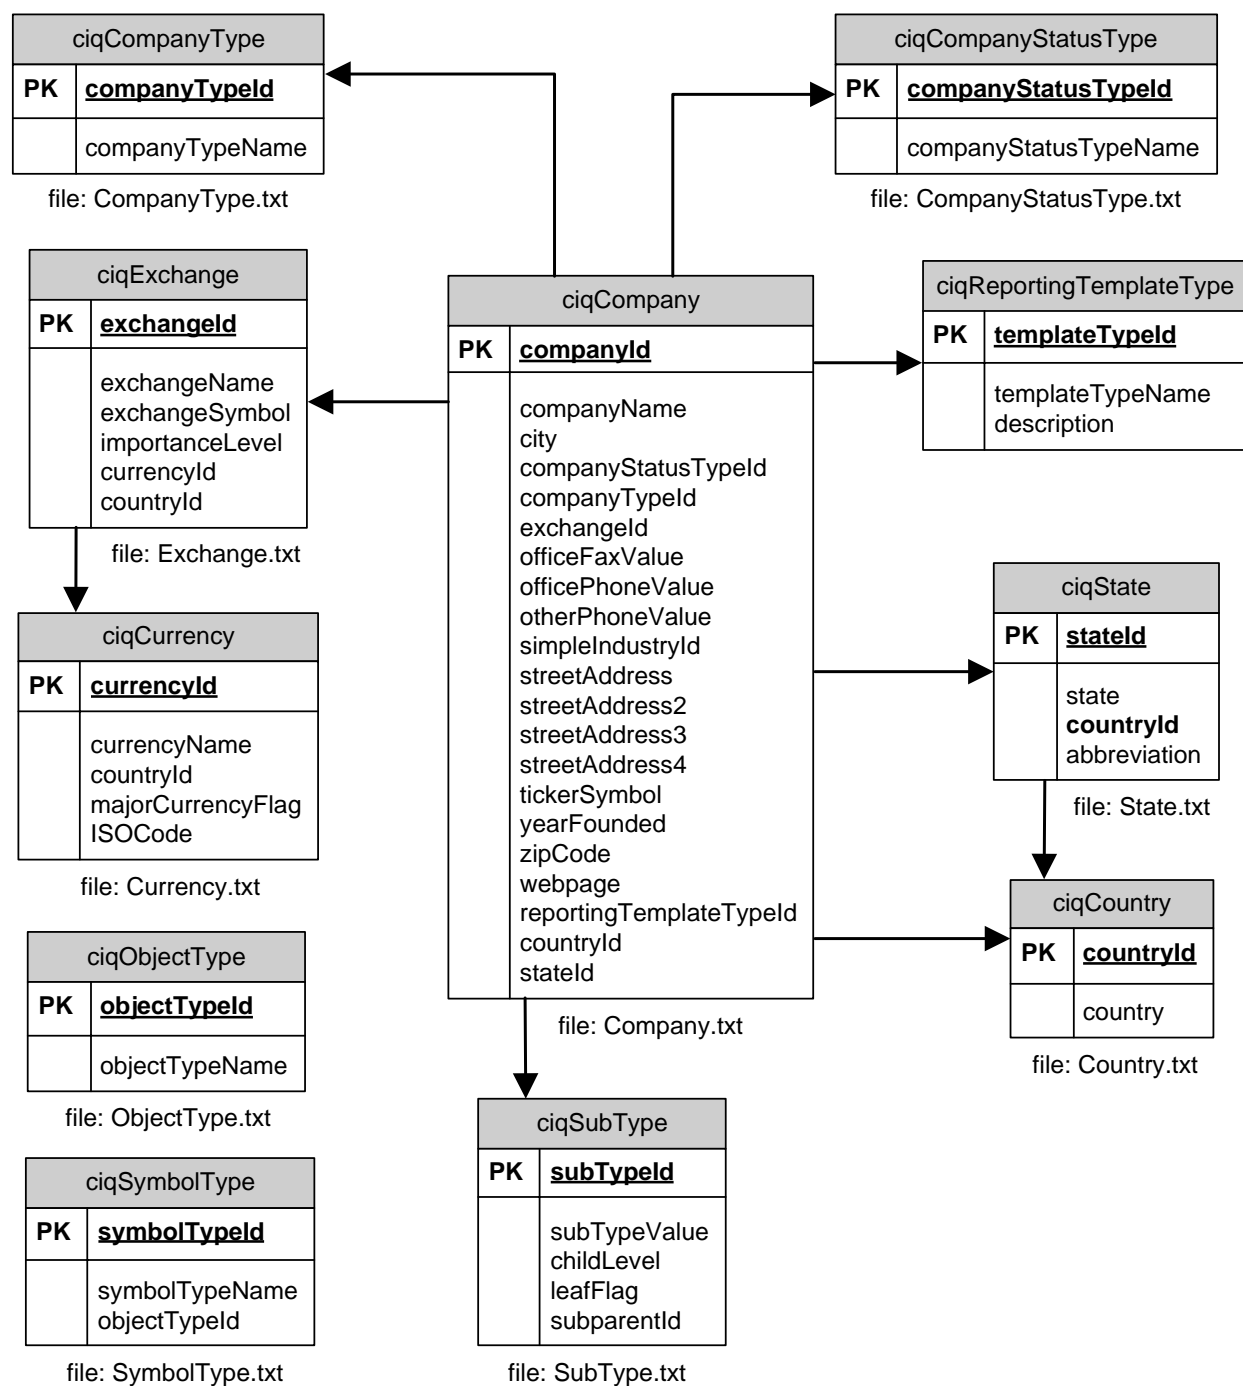 ciqCompanyType
PK companyTypeId
companyTypeName
file: CompanyType.txt
ciqCompanyStatusType
PK companyStatusTypeId
companyStatusTypeName
file: CompanyStatusType.txt
ciqExchange
PK exchangeId
exchangeName
exchangeSymbol
importanceLevel
currencyId
countryId
file: Exchange.txt
ciqCompany
PK companyId
companyName
city
companyStatusTypeId
companyTypeId
exchangeId
officeFaxValue
officePhoneValue
otherPhoneValue
simpleIndustryId
streetAddress
streetAddress2
streetAddress3
streetAddress4
tickerSymbol
yearFounded
zipCode
webpage
reportingTemplateTypeId
countryId
stateId
file: Company.txt
ciqReportingTemplateType
PK templateTypeId
templateTypeName
description
ciqState
PK stateId
state
countryId
abbreviation
file: State.txt
ciqCurrency
PK currencyId
currencyName
countryId
majorCurrencyFlag
ISOCode
file: Currency.txt
ciqCountry
PK countryId
country
file: Country.txt
ciqObjectType
PK objectTypeId
objectTypeName
file: ObjectType.txt
ciqSubType
PK subTypeId
subTypeValue
childLevel
leafFlag
subparentId
file: SubType.txt
ciqSymbolType
PK symbolTypeId
symbolTypeName
objectTypeId
file: SymbolType.txt